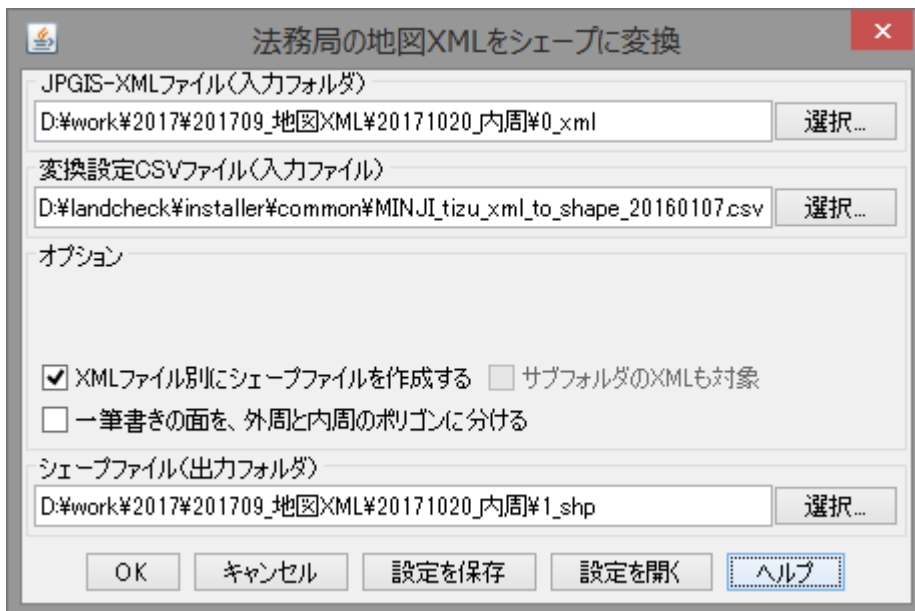 法務局の地図XMLをシェープに変換
JPGIS-XMLファイル(入力フォルダ)
D:¥work¥2017¥201709_地図XML¥20171020_内周¥0_xml 選択...
変換設定CSVファイル(入力ファイル)
D:¥landcheck¥installer¥common¥MINJI_tizu_xml_to_shape_20160107.csv 選択...
オプション
XMLファイル別にシェープファイルを作成する サブフォルダのXMLも対象
一筆書きの面を、外周と内周のポリゴンに分ける
シェープファイル(出力フォルダ)
D:¥work¥2017¥201709_地図XML¥20171020_内周¥1_shp 選択...
OK キャンセル 設定を保存 設定を開く ヘルプ